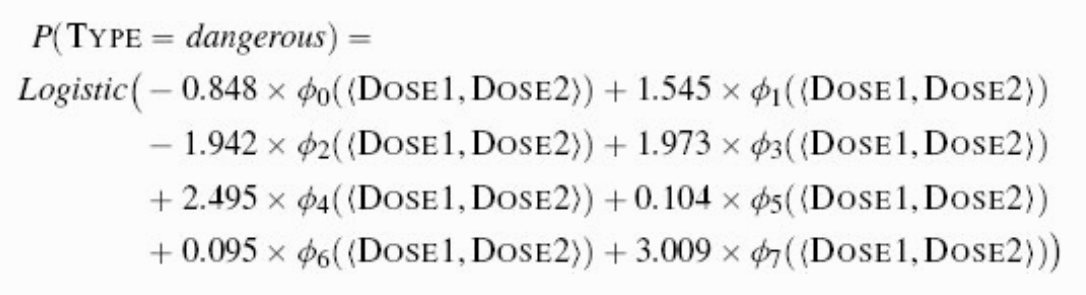 P(TYPE = dangerous) =
Logistic(− 0.848 × ϕ0(⟨DOSE1, DOSE2⟩) + 1.545 × ϕ1(⟨DOSE1, DOSE2⟩)
− 1.942 × ϕ2(⟨DOSE1, DOSE2⟩) + 1.973 × ϕ3(⟨DOSE1, DOSE2⟩)
+ 2.495 × ϕ4(⟨DOSE1, DOSE2⟩) + 0.104 × ϕ5(⟨DOSE1, DOSE2⟩)
+ 0.095 × ϕ6(⟨DOSE1, DOSE2⟩) + 3.009 × ϕ7(⟨DOSE1, DOSE2⟩))